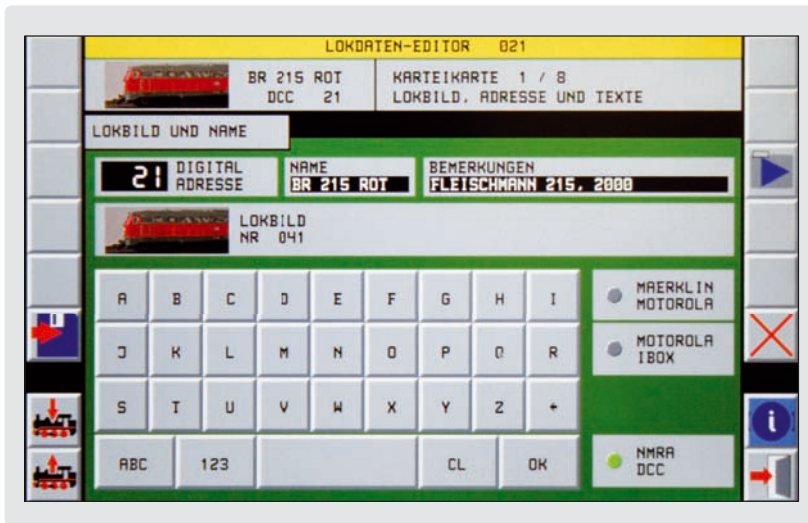 LOKDATEN-EDITOR 021
BR 215 ROT
DCC 21
KARTEIKARTE 1 / 8
LOKBILD, ADRESSE UND TEXTE
LOKBILD UND NAME
21
DIGITAL
ADRESSE
NAME
BR 215 ROT
BEMERKUNGEN
FLEISCHMANN 215, 2000
LOKBILD
NR 041
A B C D E F G H I
MAERKLIN
MOTOROLA
J K L M N O P Q R
MOTOROLA
IBOX
S T U V W X Y Z ←
ABC 123 CL OK
NMRA
DCC
i